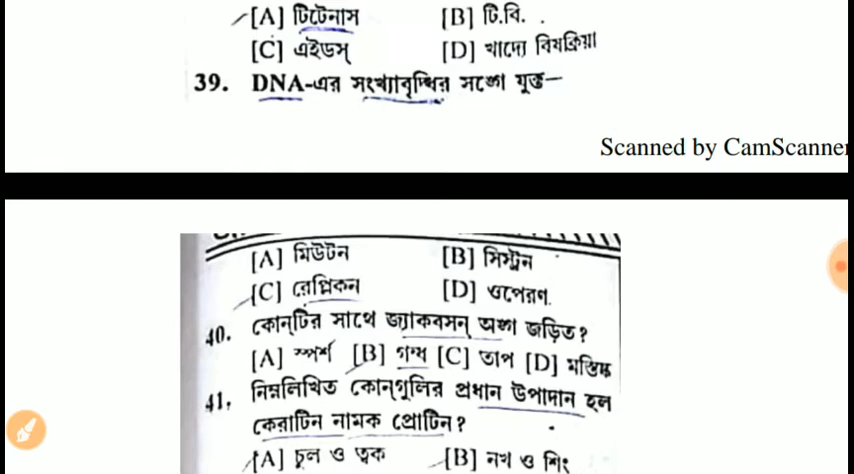 [A] টিটেনাস [B] টি.বি.
[C] এইডস্ [D] খাদ্যে বিষক্রিয়া
39. DNA-এর সংখ্যাবৃদ্ধির সঙ্গে যুক্ত—
Scanned by CamScanner
[A] মিউটন [B] সিস্ট্রন
[C] রেপ্লিকন [D] ওপেরণ.
40. কোন্‌টির সাথে জ্যাকবসন্ অঙ্গ জড়িত?
[A] স্পর্শ [B] গন্ধ [C] তাপ [D] মস্তিষ্ক
41. নিম্নলিখিত কোন্‌গুলির প্রধান উপাদান হল
কেরাটিন নামক প্রোটিন?
[A] চুল ও ত্বক [B] নখ ও শিং